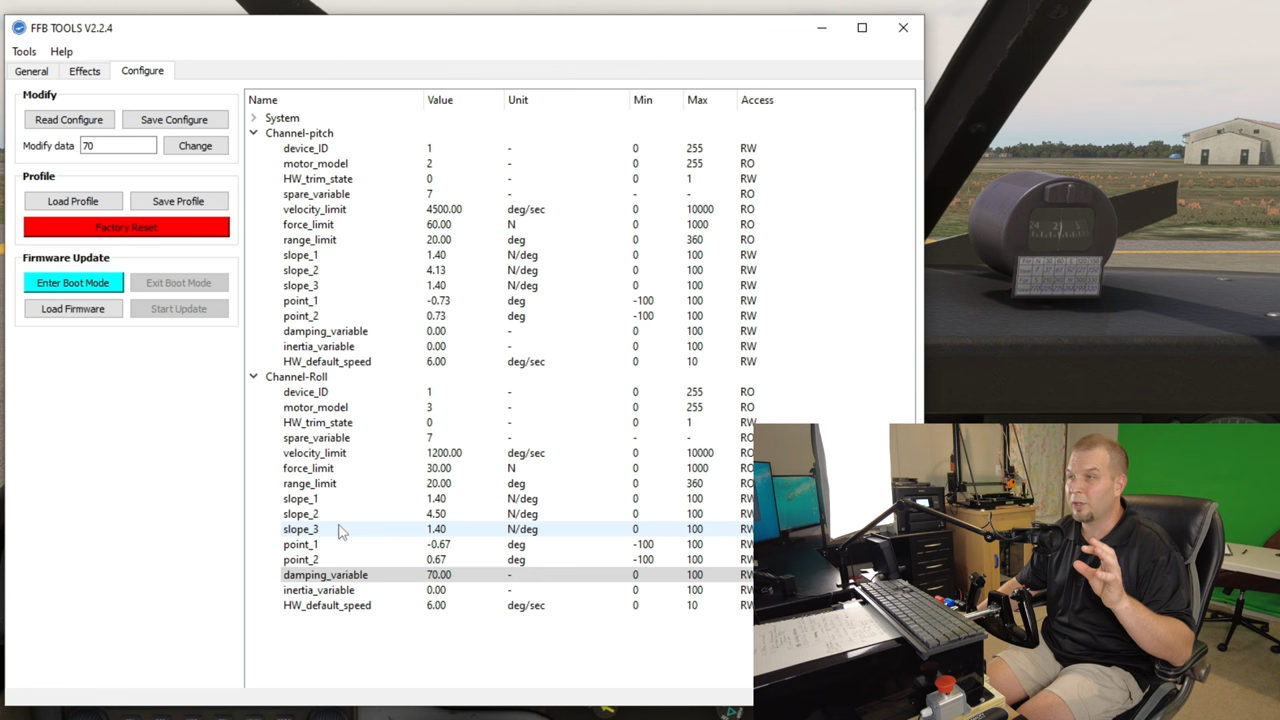 FFB TOOLS V2.2.4
Tools Help
General Effects Configure
Modify
Read Configure Save Configure
Modify data 70 Change
Profile
Load Profile Save Profile
Factory Reset
Firmware Update
Enter Boot Mode Exit Boot Mode
Load Firmware Start Update
Name Value Unit Min Max Access
System
Channel-pitch
device_ID 1 - 0 255 RW
motor_model 2 - 0 255 RO
HW_trim_state 0 - 0 1 RW
spare_variable 7 - - - RO
velocity_limit 4500.00 deg/sec 0 10000 RO
force_limit 60.00 N 0 1000 RO
range_limit 20.00 deg 0 360 RO
slope_1 1.40 N/deg 0 100 RW
slope_2 4.13 N/deg 0 100 RW
slope_3 1.40 N/deg 0 100 RW
point_1 -0.73 deg -100 100 RW
point_2 0.73 deg -100 100 RW
damping_variable 0.00 - 0 100 RW
inertia_variable 0.00 - 0 100 RW
HW_default_speed 6.00 deg/sec 0 10 RW
Channel-Roll
device_ID 1 - 0 255 RO
motor_model 3 - 0 255 RO
HW_trim_state 0 - 0 1 RW
spare_variable 7 - - -
velocity_limit 1200.00 deg/sec 0 10000
force_limit 30.00 N 0 1000
range_limit 20.00 deg 0 360
slope_1 1.40 N/deg 0 100
slope_2 4.50 N/deg 0 100
slope_3 1.40 N/deg 0 100
point_1 -0.67 deg -100 100
point_2 0.67 deg -100 100
damping_variable 70.00 - 0 100
inertia_variable 0.00 - 0 100
HW_default_speed 6.00 deg/sec 0 10
24 21 S